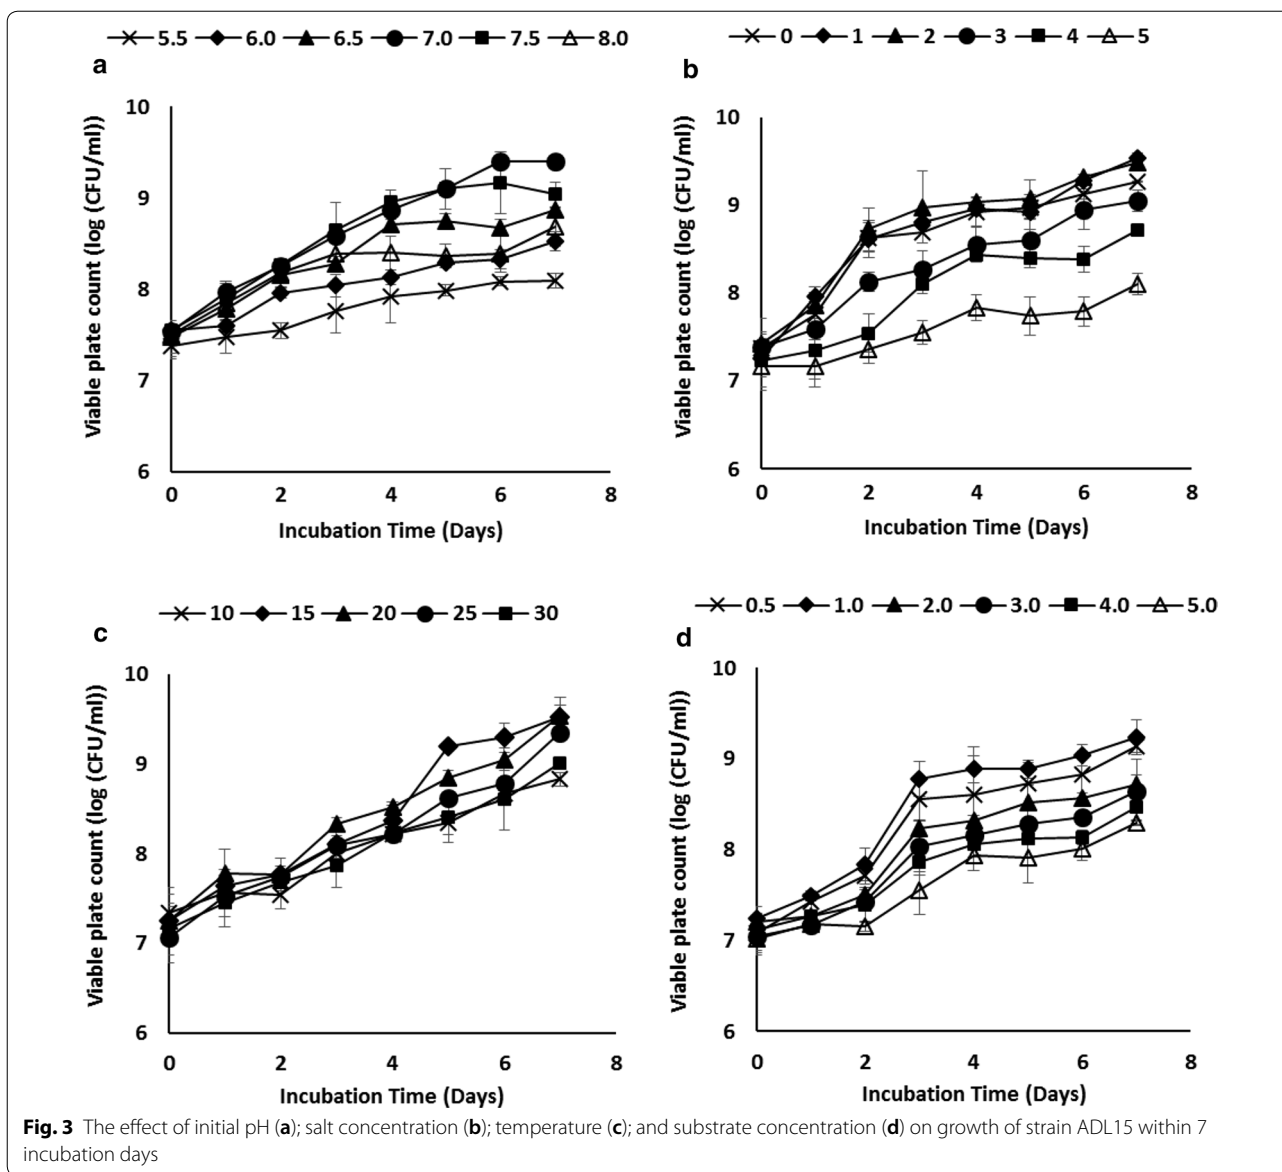 5.5 6.0 6.5 7.0 7.5 8.0
a
Viable plate count (log (CFU/ml))
10
9
8
7
6
0 2 4 6 8
Incubation Time (Days)
0 1 2 3 4 5
b
Viable plate count (log (CFU/ml))
10
9
8
7
6
0 2 4 6 8
Incubation Time (Days)
10 15 20 25 30
c
Viable plate count (log (CFU/ml))
10
9
8
7
6
0 2 4 6 8
Incubation Time (Days)
0.5 1.0 2.0 3.0 4.0 5.0
d
Viable plate count (log (CFU/ml))
10
9
8
7
6
0 2 4 6 8
Incubation Time (Days)
Fig. 3 The effect of initial pH (a); salt concentration (b); temperature (c); and substrate concentration (d) on growth of strain ADL15 within 7
incubation days